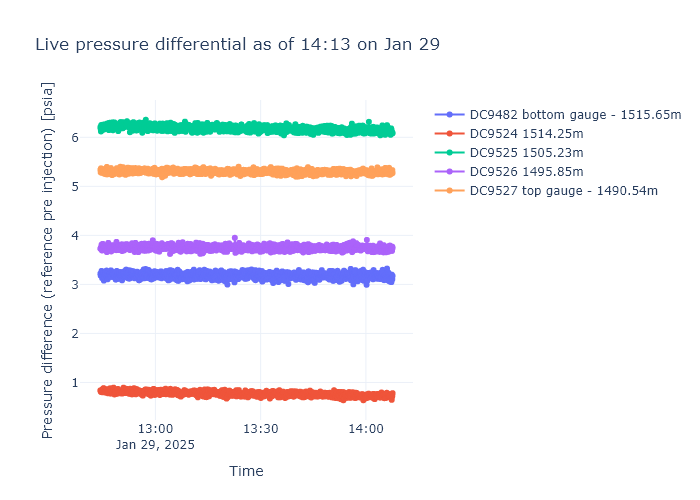 Live pressure differential as of 14:13 on Jan 29
Pressure difference (reference pre injection) [psia]
6
5
4
3
2
1
13:00
Jan 29, 2025
13:30
14:00
Time
DC9482 bottom gauge - 1515.65m
DC9524 1514.25m
DC9525 1505.23m
DC9526 1495.85m
DC9527 top gauge - 1490.54m